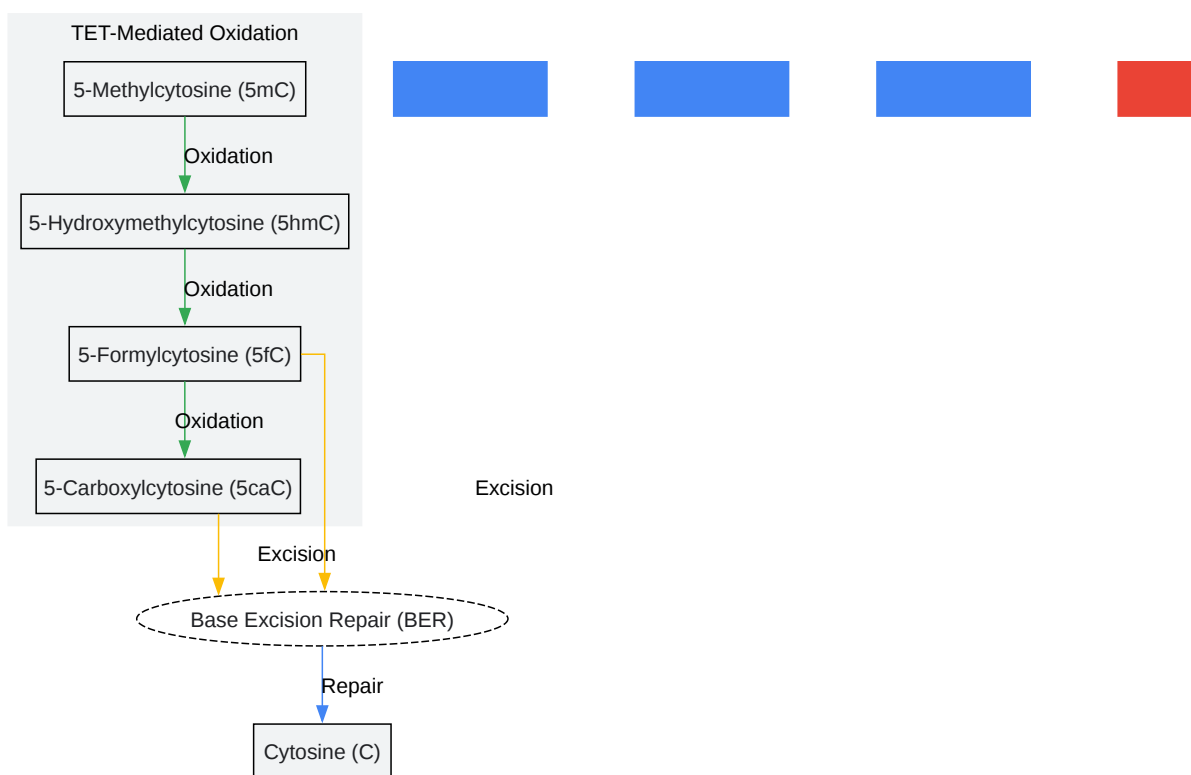 TET-Mediated Oxidation
5-Methylcytosine (5mC)
Oxidation
5-Hydroxymethylcytosine (5hmC)
Oxidation
5-Formylcytosine (5fC)
Oxidation
5-Carboxylcytosine (5caC)
Excision
Excision
Base Excision Repair (BER)
Repair
Cytosine (C)